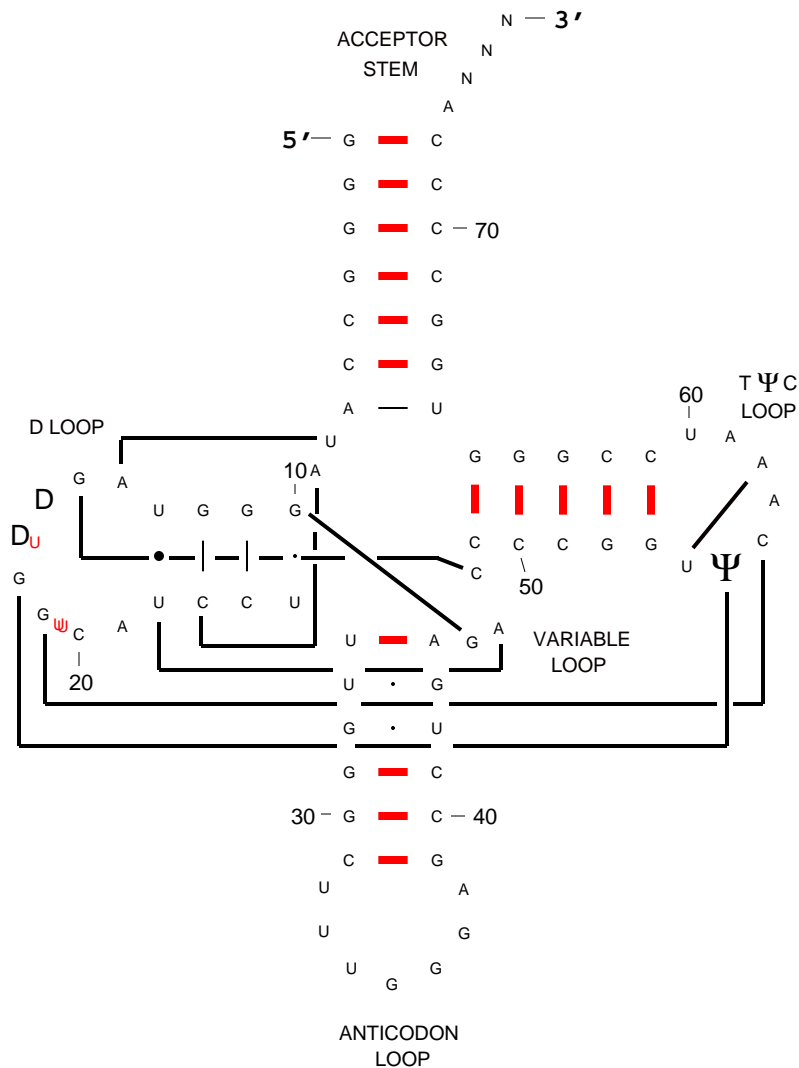 N 3′
ACCEPTOR
STEM
N
N
A
5′ G C
G C
G C 70
G C
C G
C G
A U
60
T Ψ C
LOOP
D LOOP
U
U A
G G G C C
10 A
A
G A
D
U G G G
A
D U
C C C G G
C
U Ψ
C
50
G
G U U C A U C C U
20
U A G A
VARIABLE
LOOP
U G
G U
G C
30 G C 40
C G
U A
U G
U G
G
ANTICODON
LOOP